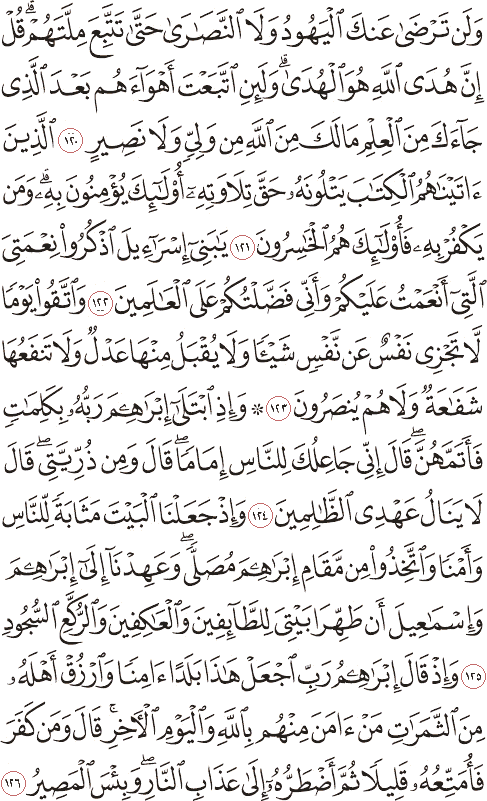 وَلَن تَرْضَىٰ عَنكَ ٱلْيَهُودُ وَلَا ٱلنَّصَٰرَىٰ حَتَّىٰ تَتَّبِعَ مِلَّتَهُمْ ۗ قُلْ
إِنَّ هُدَى ٱللَّهِ هُوَ ٱلْهُدَىٰ ۗ وَلَئِنِ ٱتَّبَعْتَ أَهْوَآءَهُم بَعْدَ ٱلَّذِى
جَآءَكَ مِنَ ٱلْعِلْمِ مَا لَكَ مِنَ ٱللَّهِ مِن وَلِىٍّ وَلَا نَصِيرٍ ١٢٠ ٱلَّذِينَ
ءَاتَيْنَٰهُمُ ٱلْكِتَٰبَ يَتْلُونَهُۥ حَقَّ تِلَاوَتِهِۦٓ أُو۟لَٰٓئِكَ يُؤْمِنُونَ بِهِۦ ۗ وَمَن
يَكْفُرْ بِهِۦ فَأُو۟لَٰٓئِكَ هُمُ ٱلْخَٰسِرُونَ ١٢١ يَٰبَنِىٓ إِسْرَٰٓءِيلَ ٱذْكُرُوا۟ نِعْمَتِىَ
ٱلَّتِىٓ أَنْعَمْتُ عَلَيْكُمْ وَأَنِّى فَضَّلْتُكُمْ عَلَى ٱلْعَٰلَمِينَ ١٢٢ وَٱتَّقُوا۟ يَوْمًا
لَّا تَجْزِى نَفْسٌ عَن نَّفْسٍ شَيْـًٔا وَلَا يُقْبَلُ مِنْهَا عَدْلٌ وَلَا تَنفَعُهَا
شَفَٰعَةٌ وَلَا هُمْ يُنصَرُونَ ١٢٣ * وَإِذِ ٱبْتَلَىٰٓ إِبْرَٰهِـۧمَ رَبُّهُۥ بِكَلِمَٰتٍ
فَأَتَمَّهُنَّ ۖ قَالَ إِنِّى جَاعِلُكَ لِلنَّاسِ إِمَامًا ۖ قَالَ وَمِن ذُرِّيَّتِى ۖ قَالَ
لَا يَنَالُ عَهْدِى ٱلظَّٰلِمِينَ ١٢٤ وَإِذْ جَعَلْنَا ٱلْبَيْتَ مَثَابَةً لِّلنَّاسِ
وَأَمْنًا وَٱتَّخِذُوا۟ مِن مَّقَامِ إِبْرَٰهِـۧمَ مُصَلًّى ۖ وَعَهِدْنَآ إِلَىٰٓ إِبْرَٰهِـۧمَ
وَإِسْمَٰعِيلَ أَن طَهِّرَا بَيْتِىَ لِلطَّآئِفِينَ وَٱلْعَٰكِفِينَ وَٱلرُّكَّعِ ٱلسُّجُودِ
١٢٥ وَإِذْ قَالَ إِبْرَٰهِـۧمُ رَبِّ ٱجْعَلْ هَٰذَا بَلَدًا ءَامِنًا وَٱرْزُقْ أَهْلَهُۥ
مِنَ ٱلثَّمَرَٰتِ مَنْ ءَامَنَ مِنْهُم بِٱللَّهِ وَٱلْيَوْمِ ٱلْءَاخِرِ ۖ قَالَ وَمَن كَفَرَ
فَأُمَتِّعُهُۥ قَلِيلًا ثُمَّ أَضْطَرُّهُۥٓ إِلَىٰ عَذَابِ ٱلنَّارِ ۖ وَبِئْسَ ٱلْمَصِيرُ ١٢٦